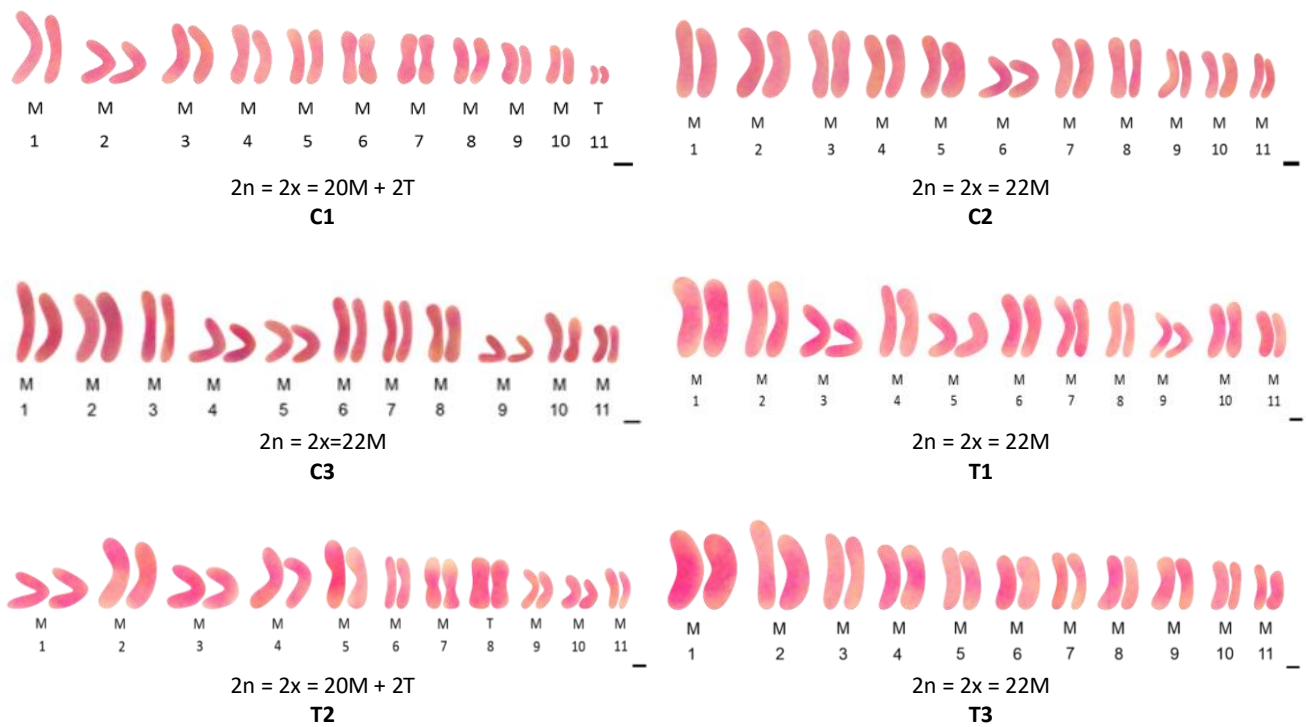 M M M M M M M M M M T
1 2 3 4 5 6 7 8 9 10 11
2n = 2x = 20M + 2T
C1
M M M M M M M M M M M
1 2 3 4 5 6 7 8 9 10 11
2n = 2x = 22M
C2
M M M M M M M M M M M
1 2 3 4 5 6 7 8 9 10 11
2n = 2x=22M
C3
M M M M M M M M M M M
1 2 3 4 5 6 7 8 9 10 11
2n = 2x = 22M
T1
M M M M M M M T M M M
1 2 3 4 5 6 7 8 9 10 11
2n = 2x = 20M + 2T
T2
M M M M M M M M M M M
1 2 3 4 5 6 7 8 9 10 11
2n = 2x = 22M
T3